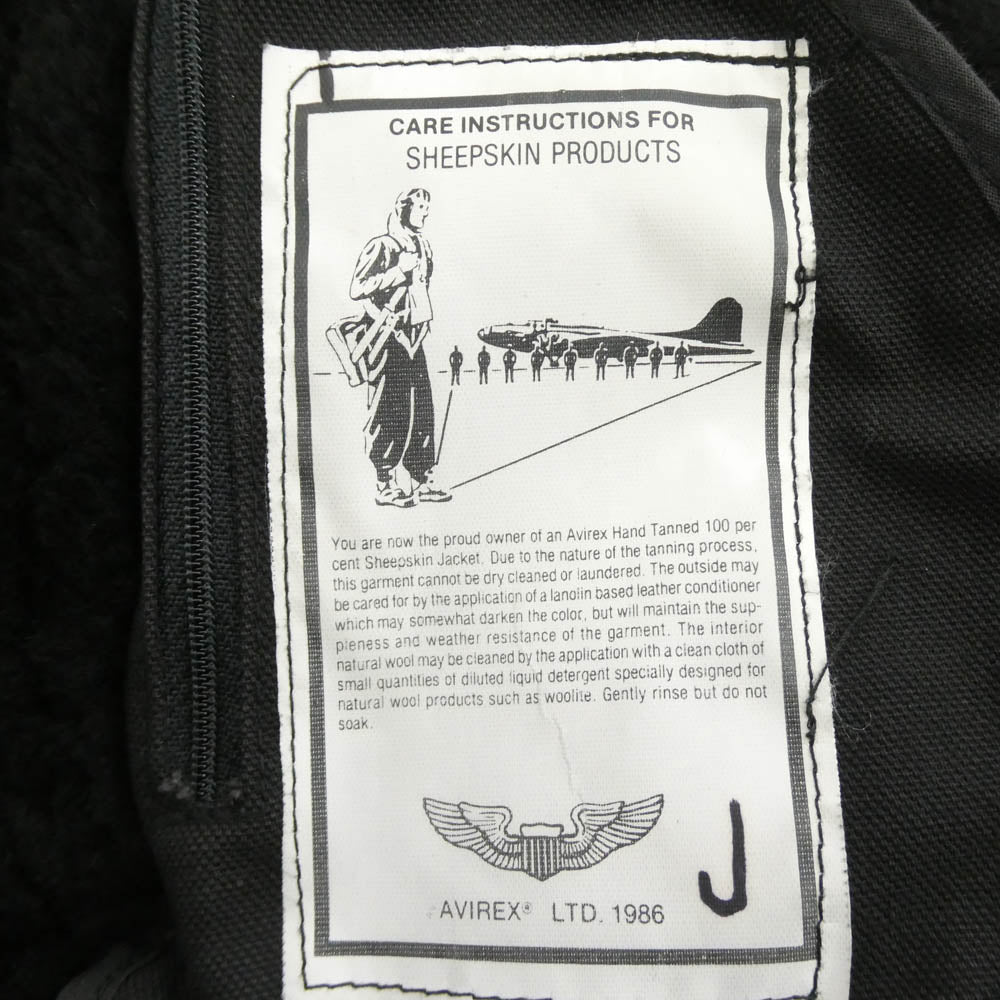 CARE INSTRUCTIONS FOR
SHEEPSKIN PRODUCTS
You are now the proud owner of an Avirex Hand Tanned 100 per
cent Sheepskin Jacket. Due to the nature of the tanning process,
this garment cannot be dry cleaned or laundered. The outside may
be cared for by the application of a lanolin based leather conditioner
which may somewhat darken the color, but will maintain the sup-
pleness and weather resistance of the garment. The interior
natural wool may be cleaned by the application with a clean cloth of
small quantities of diluted liquid detergent specially designed for
natural wool products such as woolite. Gently rinse but do not
soak.
AVIREX® LTD. 1986
J